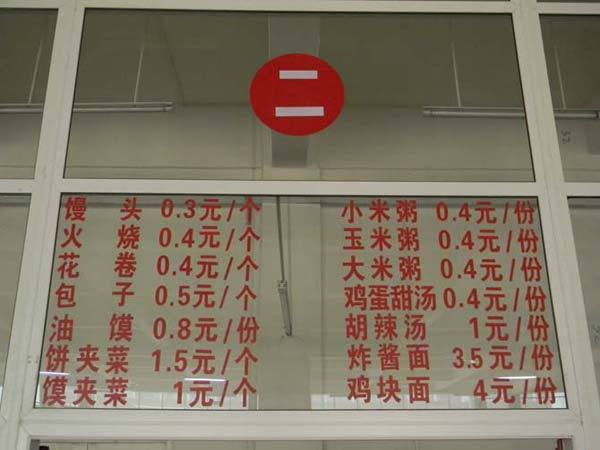 二
馒头 0.3元/个
火烧 0.4元/个
花卷 0.4元/个
包子 0.5元/个
油馍 0.8元/份
饼夹菜 1.5元/个
馍夹菜 1元/个
小米粥 0.4元/份
玉米粥 0.4元/份
大米粥 0.4元/份
鸡蛋甜汤 0.4元/份
胡辣汤 1元/份
炸酱面 3.5元/份
鸡块面 4元/份